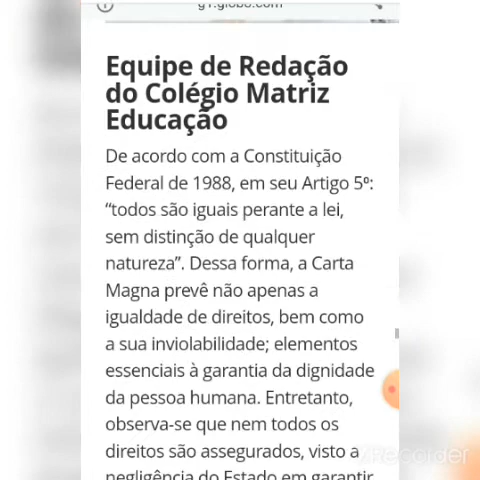 g1.globo.com
Equipe de Redação
do Colégio Matriz
Educação
De acordo com a Constituição
Federal de 1988, em seu Artigo 5º:
“todos são iguais perante a lei,
sem distinção de qualquer
natureza”. Dessa forma, a Carta
Magna prevê não apenas a
igualdade de direitos, bem como
a sua inviolabilidade; elementos
essenciais à garantia da dignidade
da pessoa humana. Entretanto,
observa-se que nem todos os
direitos são assegurados, visto a
negligência do Estado em garantir